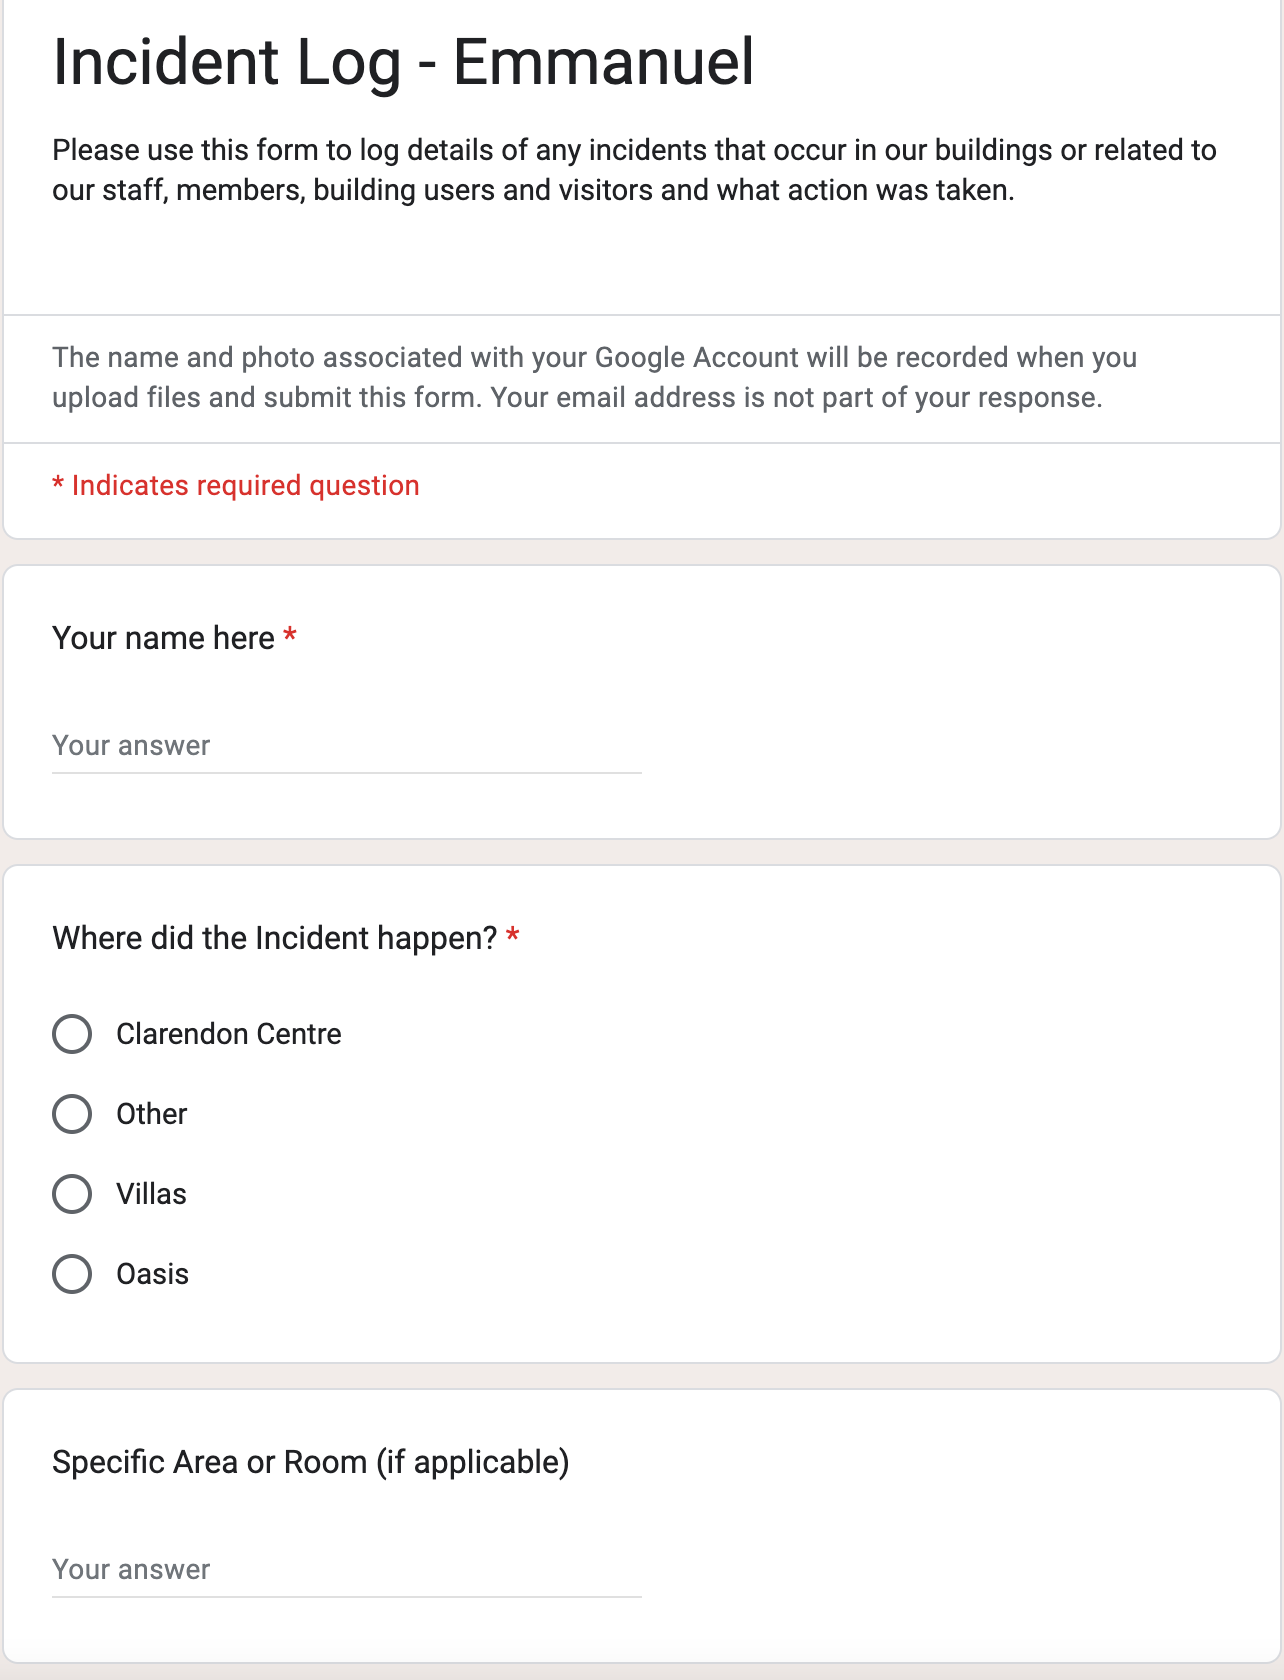 Incident Log - Emmanuel
Please use this form to log details of any incidents that occur in our buildings or related to
our staff, members, building users and visitors and what action was taken.
The name and photo associated with your Google Account will be recorded when you
upload files and submit this form. Your email address is not part of your response.
* Indicates required question
Your name here *
Your answer
Where did the Incident happen? *
Clarendon Centre
Other
Villas
Oasis
Specific Area or Room (if applicable)
Your answer